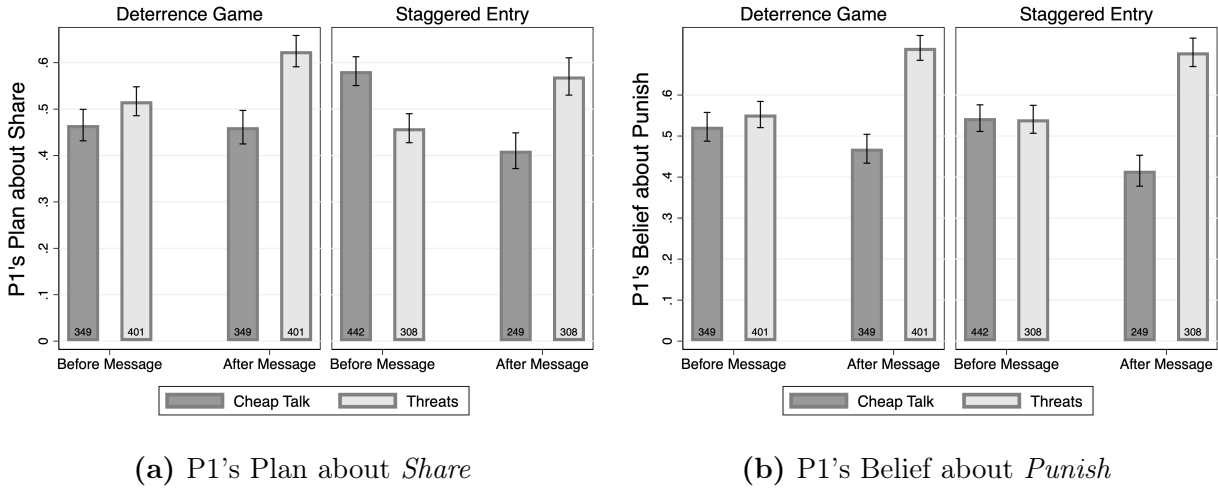 Deterrence Game
Staggered Entry
P1's Plan about Share
.6
.5
.4
.3
.2
.1
0
349
401
349
401
442
308
249
308
Before Message
After Message
Before Message
After Message
Cheap Talk
Threats
(a) P1's Plan about Share
Deterrence Game
Staggered Entry
P1's Belief about Punish
.6
.5
.4
.3
.2
.1
0
349
401
349
401
442
308
249
308
Before Message
After Message
Before Message
After Message
Cheap Talk
Threats
(b) P1's Belief about Punish